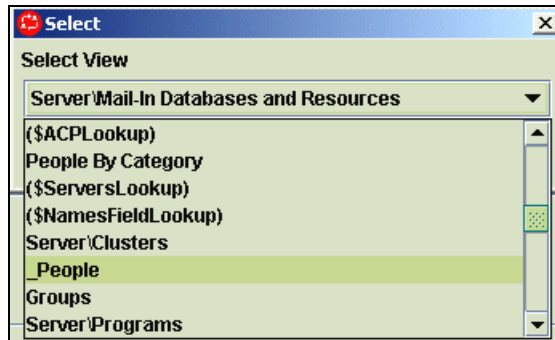 Select
Select View
Server\Mail-In Databases and Resources
($ACPLookup)
People By Category
($ServersLookup)
($NamesFieldLookup)
Server\Clusters
_People
Groups
Server\Programs